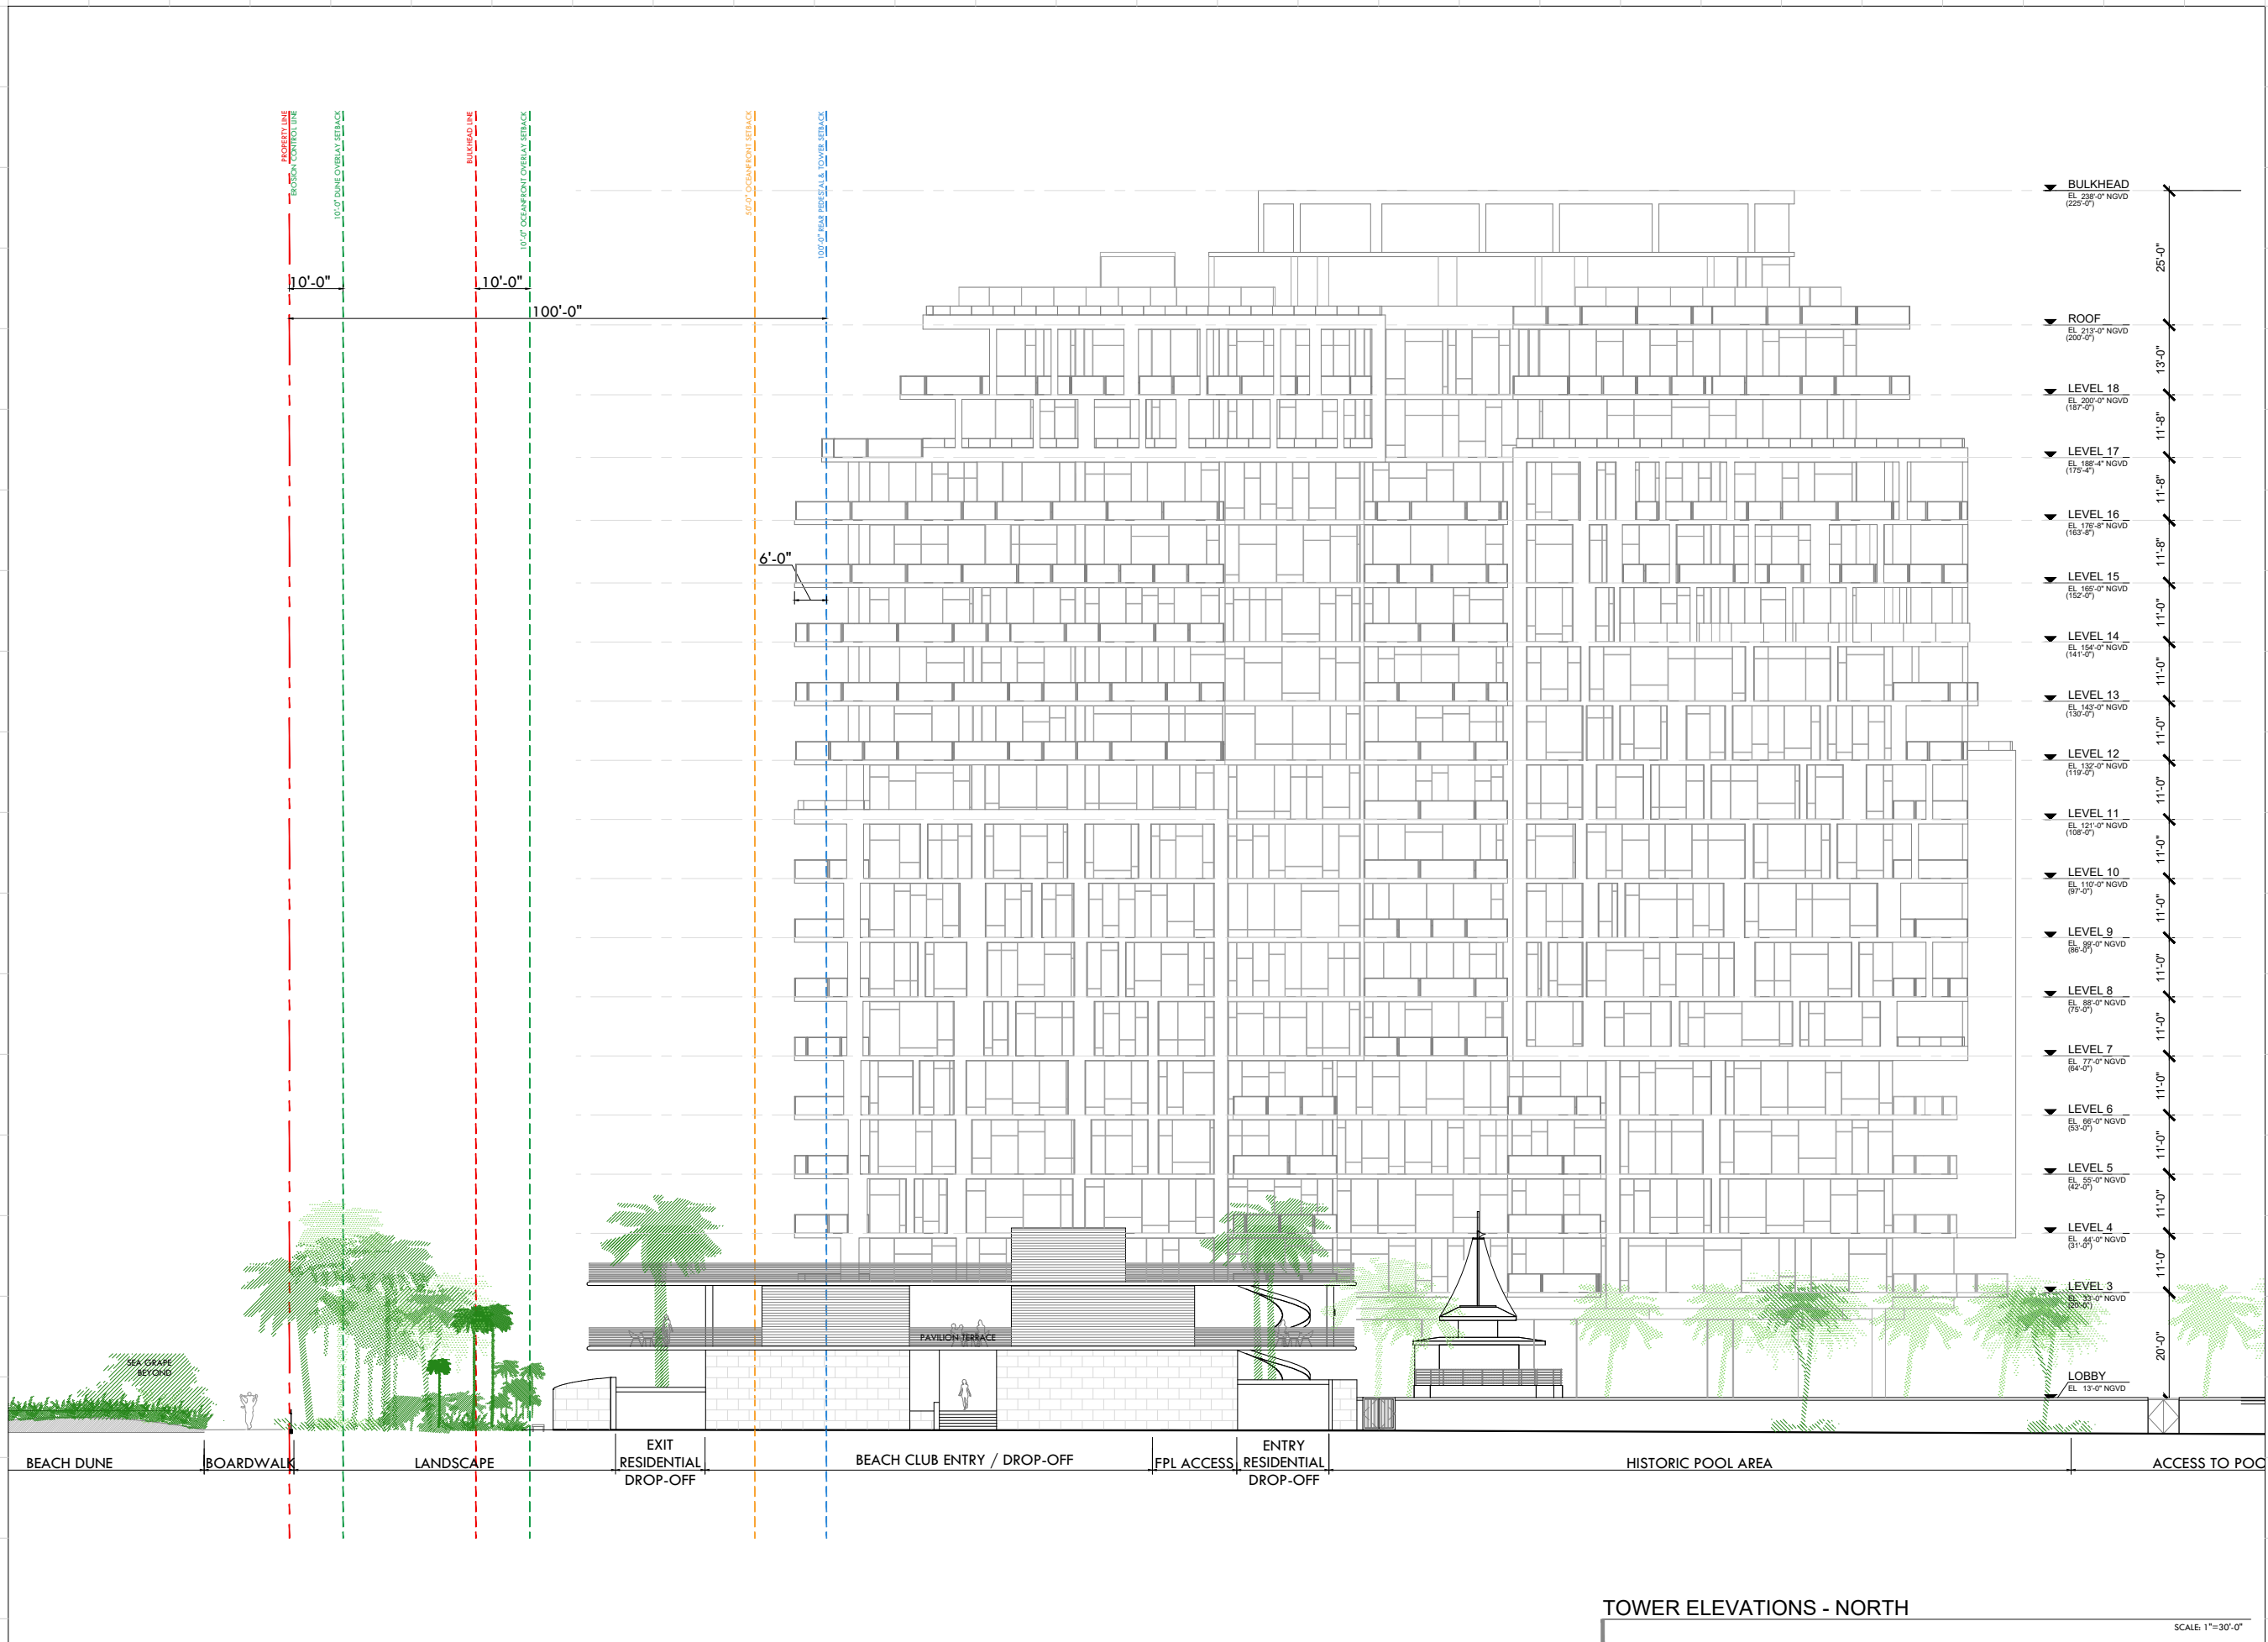 PROPERTY LINE
EROSION CONTROL LINE
10'-0" DUNE OVERLAY SETBACK
BULKHEAD LINE
10'-0" OCEANFRONT OVERLAY SETBACK
50'-0" OCEANFRONT SETBACK
100'-0" REAR PEDESTAL & TOWER SETBACK
10'-0"
10'-0"
100'-0"
6'-0"
BULKHEAD
EL 238'-0" NGVD
(225'-0")
25'-0"
ROOF
EL 213'-0" NGVD
(200'-0")
13'-0"
LEVEL 18
EL 200'-0" NGVD
(187'-0")
11'-8"
LEVEL 17
EL 188'-4" NGVD
(175'-4")
11'-8"
LEVEL 16
EL 176'-8" NGVD
(163'-8")
11'-8"
LEVEL 15
EL 165'-0" NGVD
(152'-0")
11'-0"
LEVEL 14
EL 154'-0" NGVD
(141'-0")
11'-0"
LEVEL 13
EL 143'-0" NGVD
(130'-0")
11'-0"
LEVEL 12
EL 132'-0" NGVD
(119'-0")
11'-0"
LEVEL 11
EL 121'-0" NGVD
(108'-0")
11'-0"
LEVEL 10
EL 110'-0" NGVD
(97'-0")
11'-0"
LEVEL 9
EL 99'-0" NGVD
(86'-0")
11'-0"
LEVEL 8
EL 88'-0" NGVD
(75'-0")
11'-0"
LEVEL 7
EL 77'-0" NGVD
(64'-0")
11'-0"
LEVEL 6
EL 66'-0" NGVD
(53'-0")
11'-0"
LEVEL 5
EL 55'-0" NGVD
(42'-0")
11'-0"
LEVEL 4
EL 44'-0" NGVD
(31'-0")
11'-0"
LEVEL 3
EL 33'-0" NGVD
(20'-0")
20'-0"
LOBBY
EL 13'-0" NGVD
PAVILION TERRACE
SEA GRAPE
BEYOND
BEACH DUNE
BOARDWALK
LANDSCAPE
EXIT
RESIDENTIAL
DROP-OFF
BEACH CLUB ENTRY / DROP-OFF
FPL ACCESS
ENTRY
RESIDENTIAL
DROP-OFF
HISTORIC POOL AREA
ACCESS TO POO
TOWER ELEVATIONS - NORTH
SCALE: 1"=30'-0"